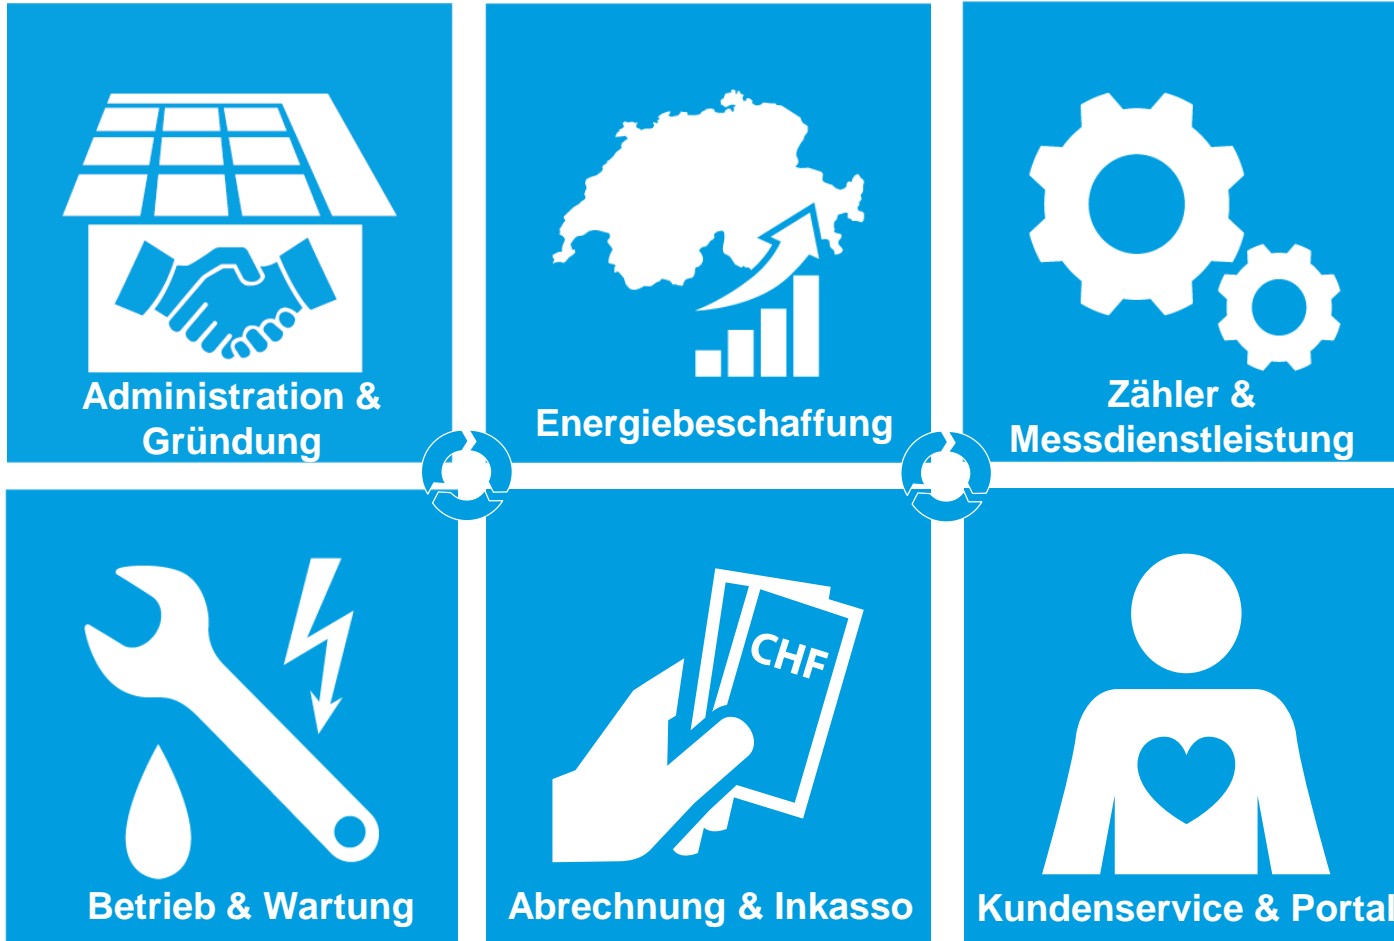 Administration &
Gründung
Energiebeschaffung
Zähler &
Messdienstleistung
Betrieb & Wartung
CHF
Abrechnung & Inkasso
Kundenservice & Portal